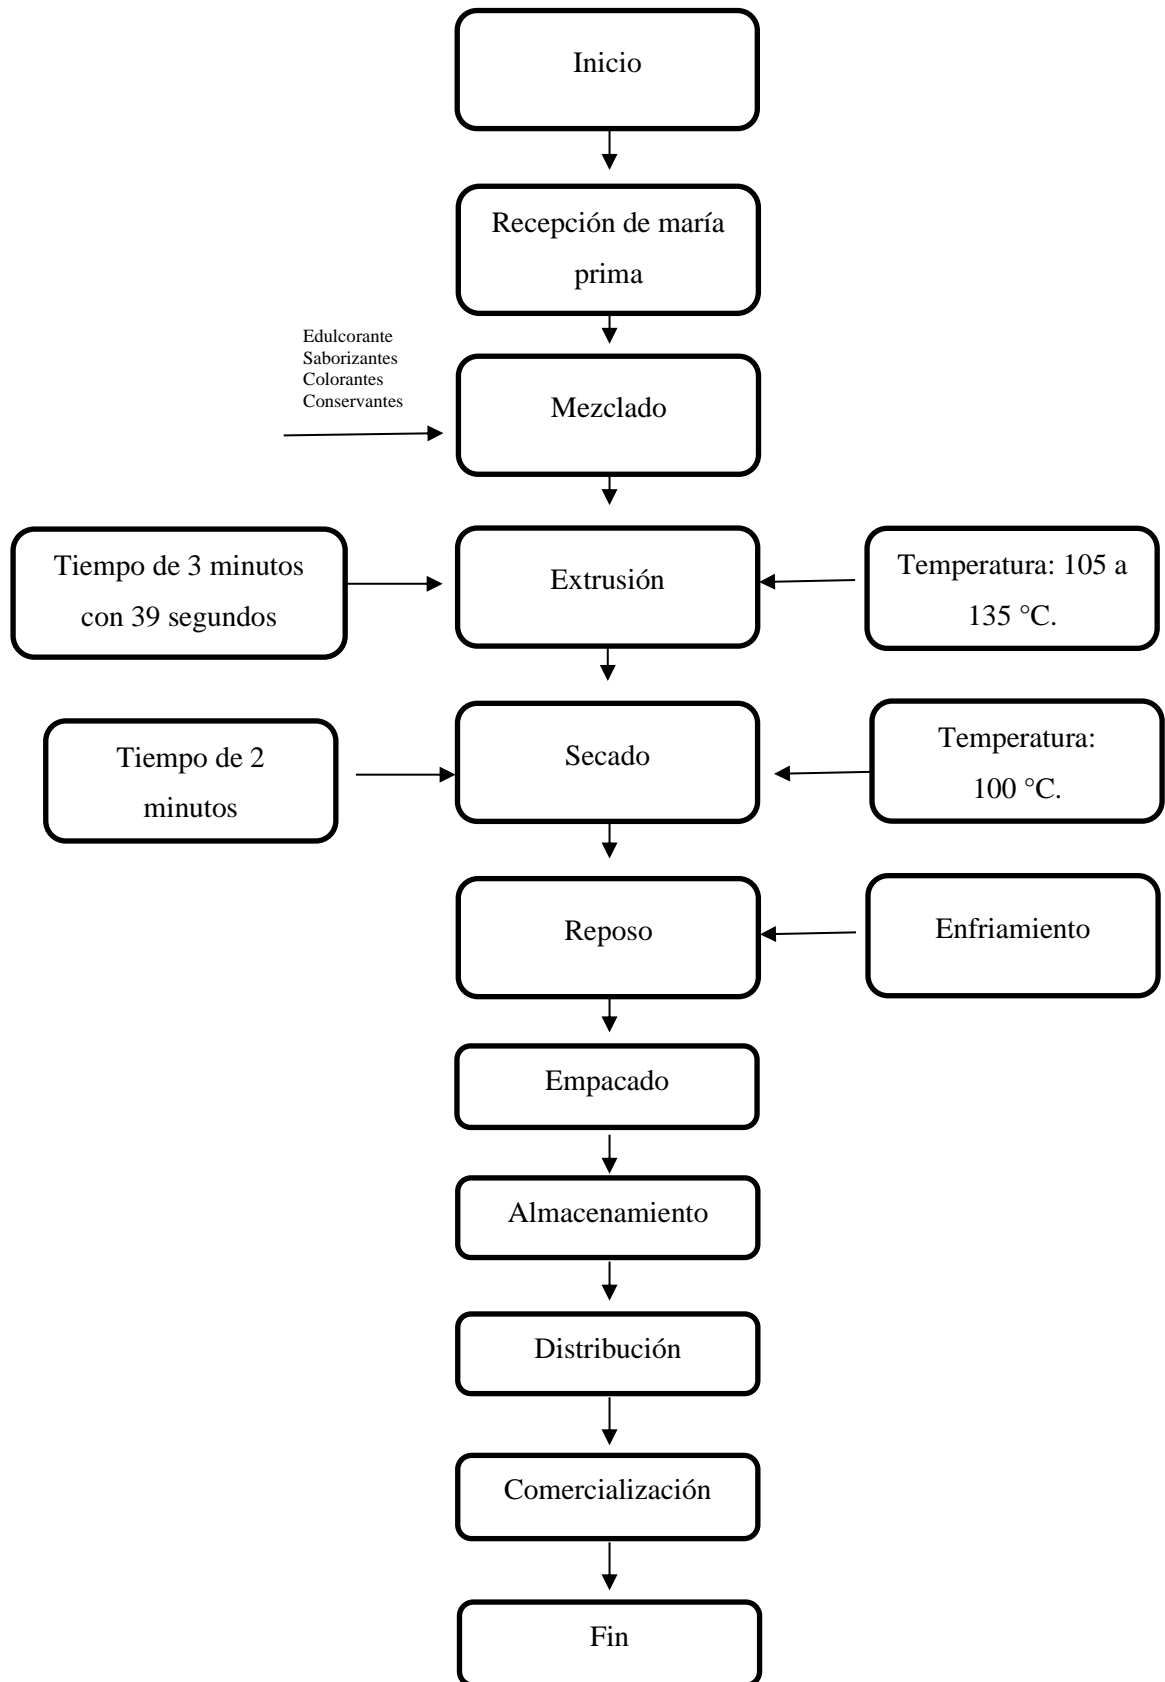 Inicio
Recepción de maría
prima
Edulcorante
Saborizantes
Colorantes
Conservantes
Mezclado
Tiempo de 3 minutos
con 39 segundos
Extrusión
Temperatura: 105 a
135 °C.
Tiempo de 2
minutos
Secado
Temperatura:
100 °C.
Reposo
Enfriamiento
Empacado
Almacenamiento
Distribución
Comercialización
Fin